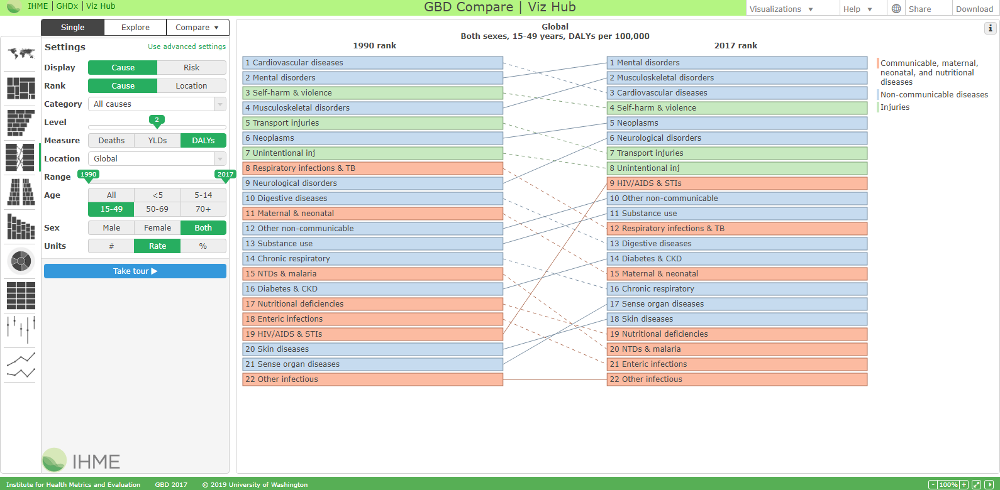 IHME | GHDx | Viz Hub
GBD Compare | Viz Hub
Visualizations
Help
Share
Download
Single
Explore
Compare
Settings
Use advanced settings
Display
Cause
Risk
Rank
Cause
Location
Category
All causes
Level
2
Measure
Deaths
YLDs
DALYs
Location
Global
Range
1990
2017
Age
All
<5
5-14
15-49
50-69
70+
Sex
Male
Female
Both
Units
#
Rate
%
Take tour
IHME
Global
Both sexes, 15-49 years, DALYs per 100,000
1990 rank
1 Cardiovascular diseases
2 Mental disorders
3 Self-harm & violence
4 Musculoskeletal disorders
5 Transport injuries
6 Neoplasms
7 Unintentional inj
8 Respiratory infections & TB
9 Neurological disorders
10 Digestive diseases
11 Maternal & neonatal
12 Other non-communicable
13 Substance use
14 Chronic respiratory
15 NTDs & malaria
16 Diabetes & CKD
17 Nutritional deficiencies
18 Enteric infections
19 HIV/AIDS & STIs
20 Skin diseases
21 Sense organ diseases
22 Other infectious
2017 rank
1 Mental disorders
2 Musculoskeletal disorders
3 Cardiovascular diseases
4 Self-harm & violence
5 Neoplasms
6 Neurological disorders
7 Transport injuries
8 Unintentional inj
9 HIV/AIDS & STIs
10 Other non-communicable
11 Substance use
12 Respiratory infections & TB
13 Digestive diseases
14 Diabetes & CKD
15 Maternal & neonatal
16 Chronic respiratory
17 Sense organ diseases
18 Skin diseases
19 Nutritional deficiencies
20 NTDs & malaria
21 Enteric infections
22 Other infectious
Communicable, maternal,
neonatal, and nutritional
diseases
Non-communicable diseases
Injuries
Institute for Health Metrics and Evaluation
GBD 2017
© 2019 University of Washington
- 100% +